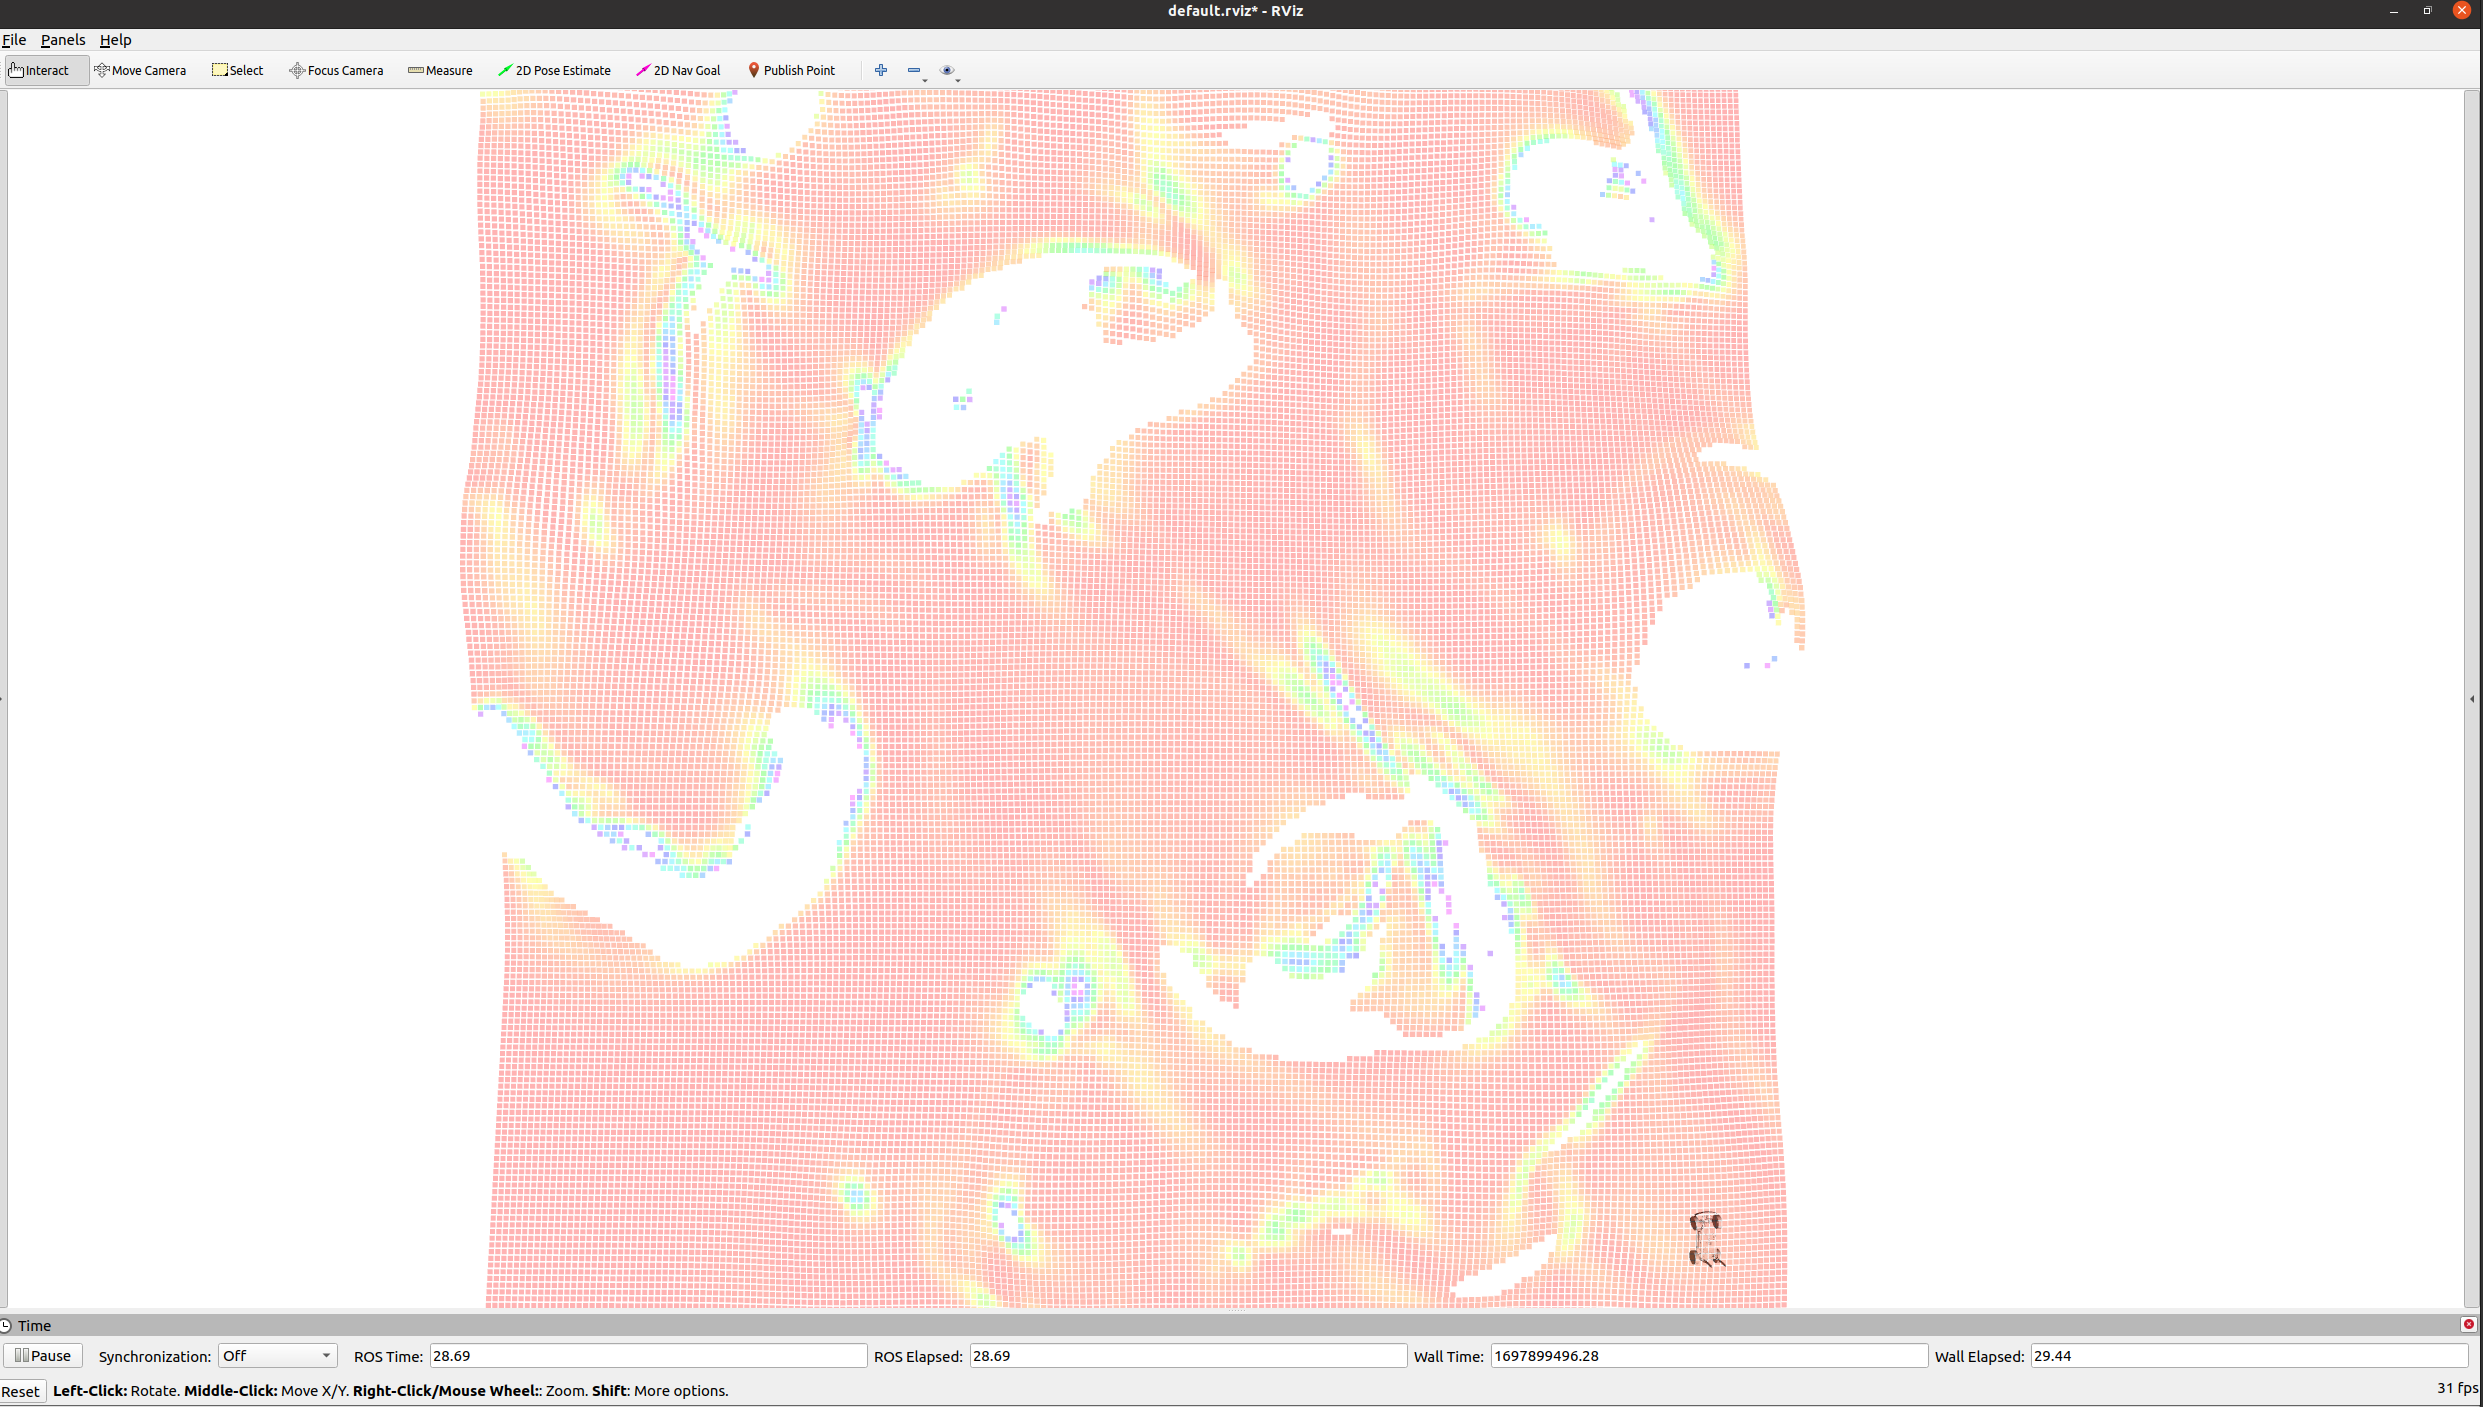 default.rviz* - RViz
File Panels Help
Interact Move Camera Select Focus Camera Measure 2D Pose Estimate 2D Nav Goal Publish Point
Time
Pause Synchronization: Off ROS Time: 28.69 ROS Elapsed: 28.69 Wall Time: 1697899496.28 Wall Elapsed: 29.44
Reset Left-Click: Rotate. Middle-Click: Move X/Y. Right-Click/Mouse Wheel:: Zoom. Shift: More options. 31 fps